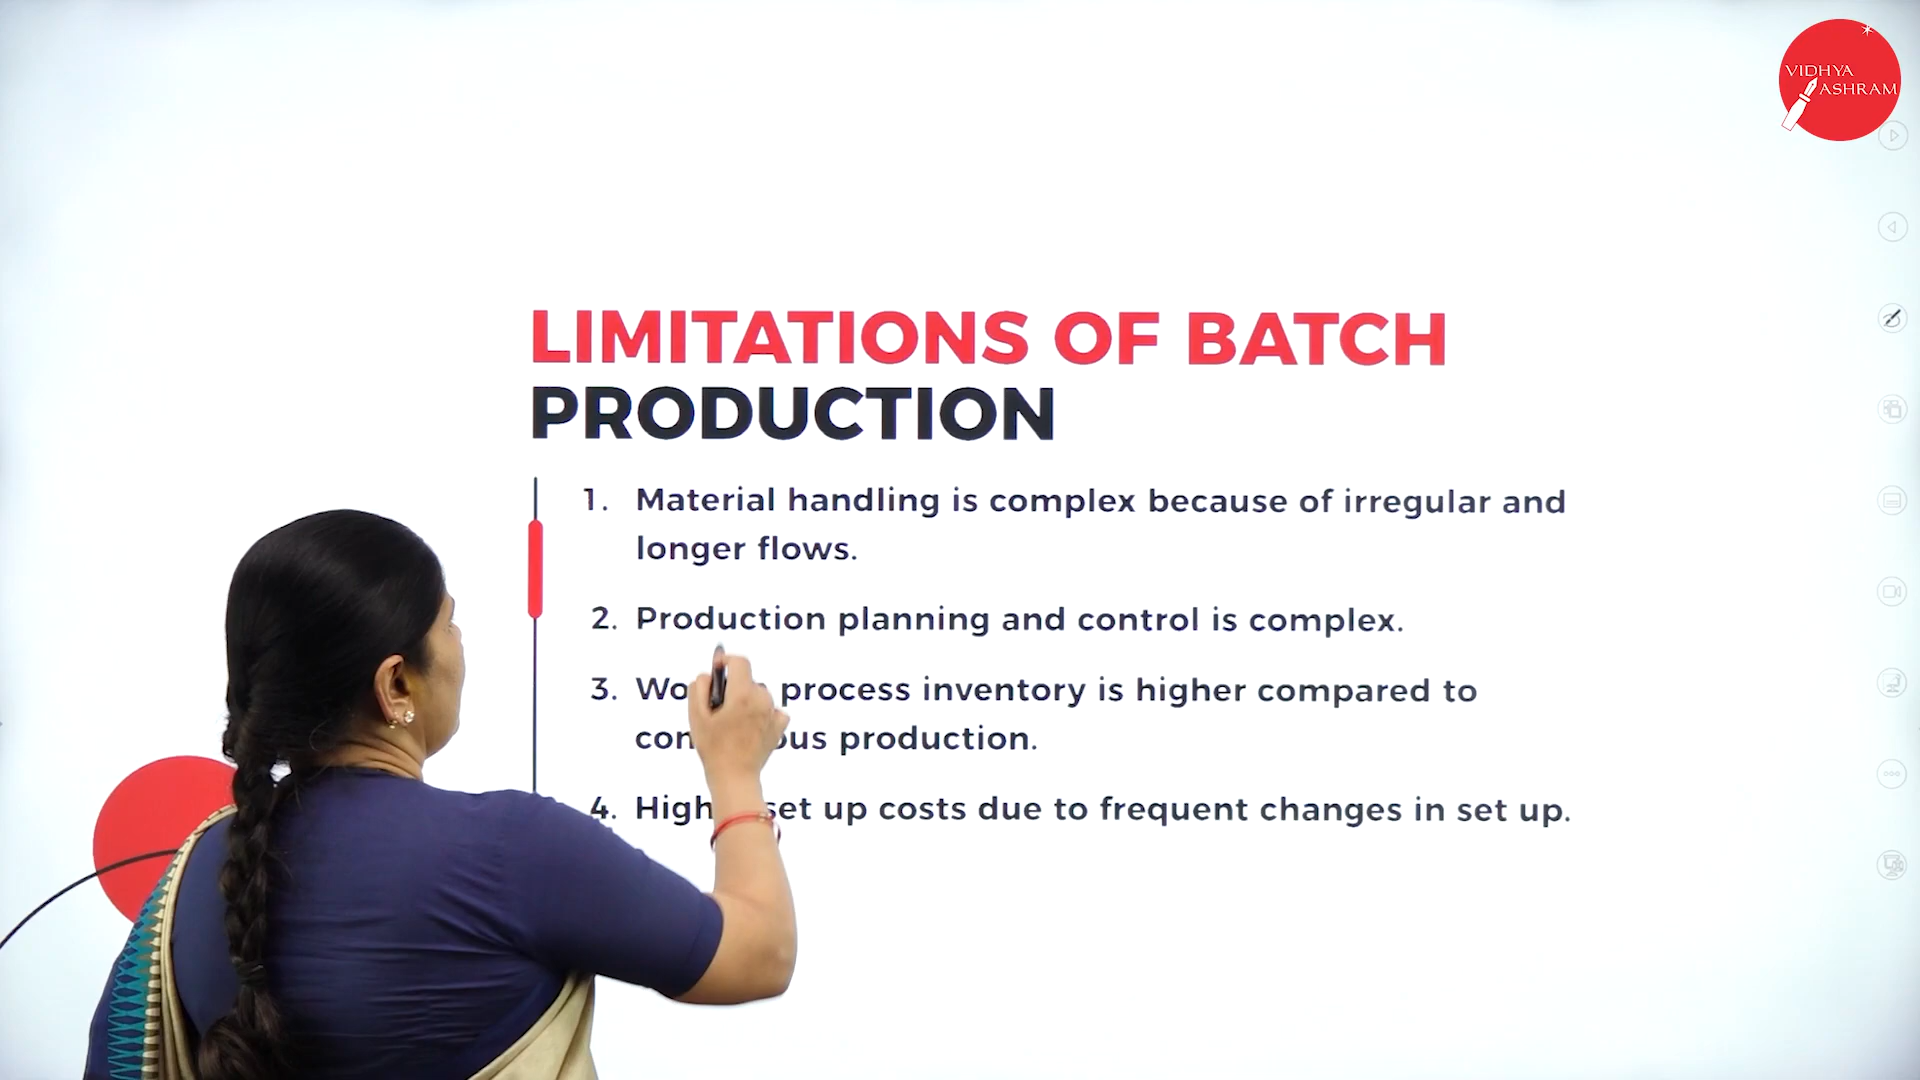 VIDHYA
ASHRAM
LIMITATIONS OF BATCH
PRODUCTION
1. Material handling is complex because of irregular and
longer flows.
2. Production planning and control is complex.
3. process inventory is higher compared to
production.
4. set up costs due to frequent changes in set up.